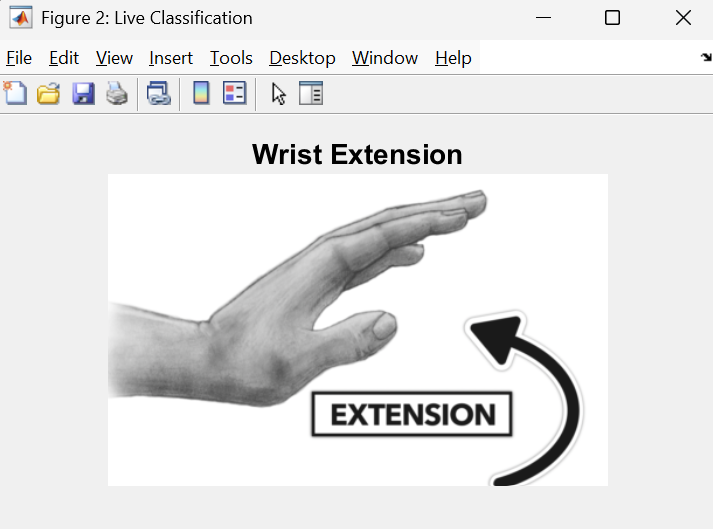 Figure 2: Live Classification
File Edit View Insert Tools Desktop Window Help
Wrist Extension
EXTENSION